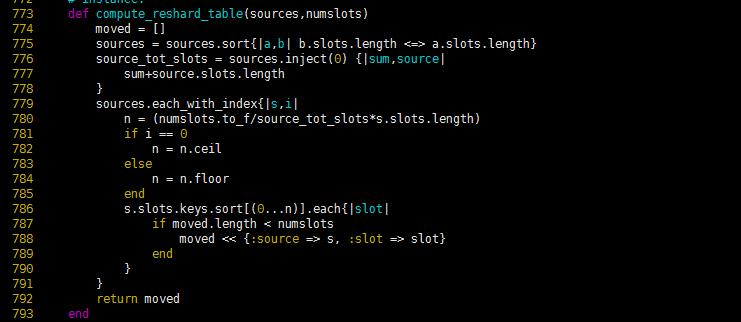 772 # instance.
773 def compute_reshard_table(sources,numslots)
774 moved = []
775 sources = sources.sort{|a,b| b.slots.length <=> a.slots.length}
776 source_tot_slots = sources.inject(0) {|sum,source|
777 sum+source.slots.length
778 }
779 sources.each_with_index{|s,i|
780 n = (numslots.to_f/source_tot_slots*s.slots.length)
781 if i == 0
782 n = n.ceil
783 else
784 n = n.floor
785 end
786 s.slots.keys.sort[(0...n)].each{|slot|
787 if moved.length < numslots
788 moved << {:source => s, :slot => slot}
789 end
790 }
791 }
792 return moved
793 end